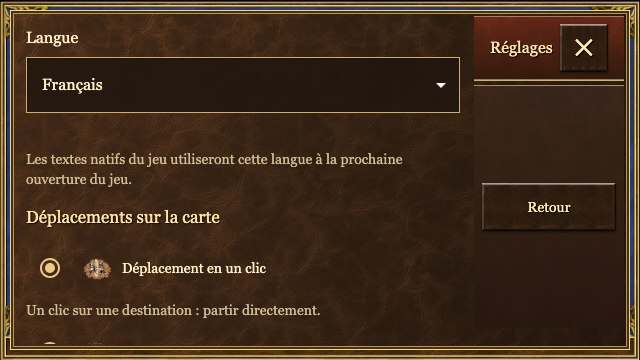 Langue
Réglages
Français
Les textes natifs du jeu utiliseront cette langue à la prochaine
ouverture du jeu.
Retour
Déplacements sur la carte
Déplacement en un clic
Un clic sur une destination : partir directement.